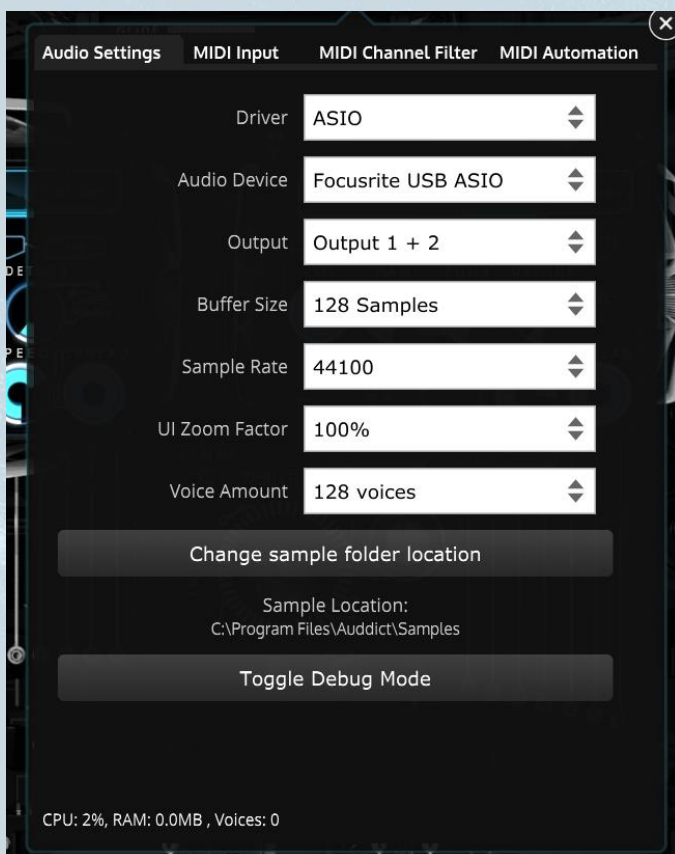 Audio Settings MIDI Input MIDI Channel Filter MIDI Automation
Driver ASIO
Audio Device Focusrite USB ASIO
Output Output 1 + 2
Buffer Size 128 Samples
Sample Rate 44100
UI Zoom Factor 100%
Voice Amount 128 voices
Change sample folder location
Sample Location:
C:\Program Files\Auddict\Samples
Toggle Debug Mode
CPU: 2%, RAM: 0.0MB , Voices: 0